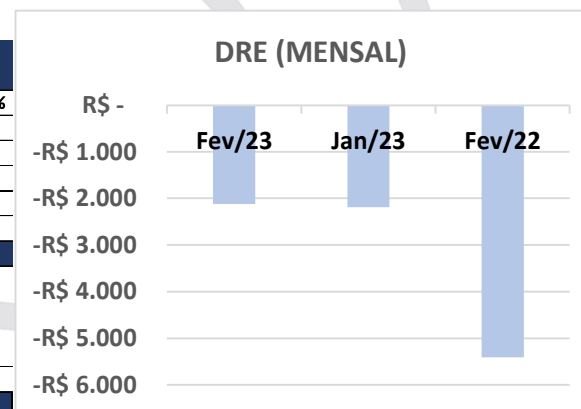 DRE (MENSAL)
%
R$ -
Fev/23 Jan/23 Fev/22
-R$ 1.000
-R$ 2.000
-R$ 3.000
-R$ 4.000
-R$ 5.000
-R$ 6.000